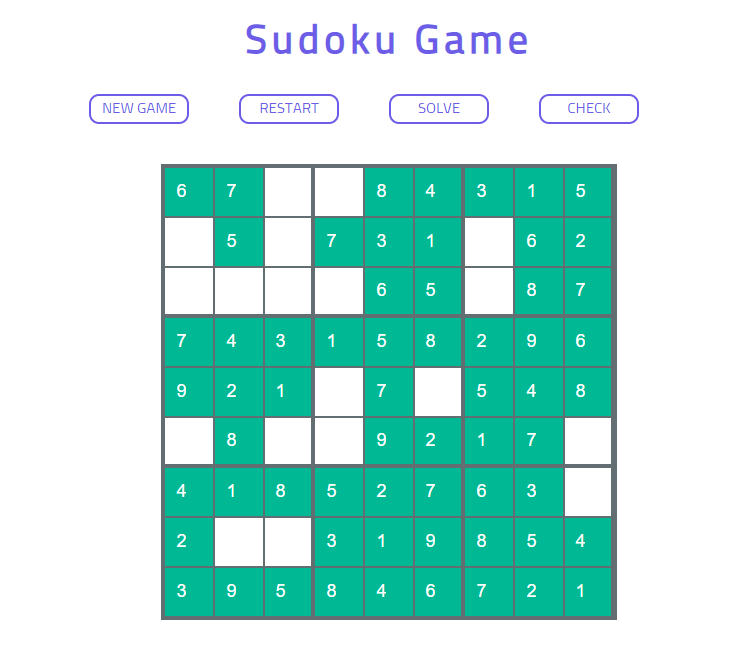 Sudoku Game
NEW GAME RESTART SOLVE CHECK
6 7 8 4 3 1 5
5 7 3 1 6 2
6 5 8 7
7 4 3 1 5 8 2 9 6
9 2 1 7 5 4 8
8 9 2 1 7
4 1 8 5 2 7 6 3
2 3 1 9 8 5 4
3 9 5 8 4 6 7 2 1